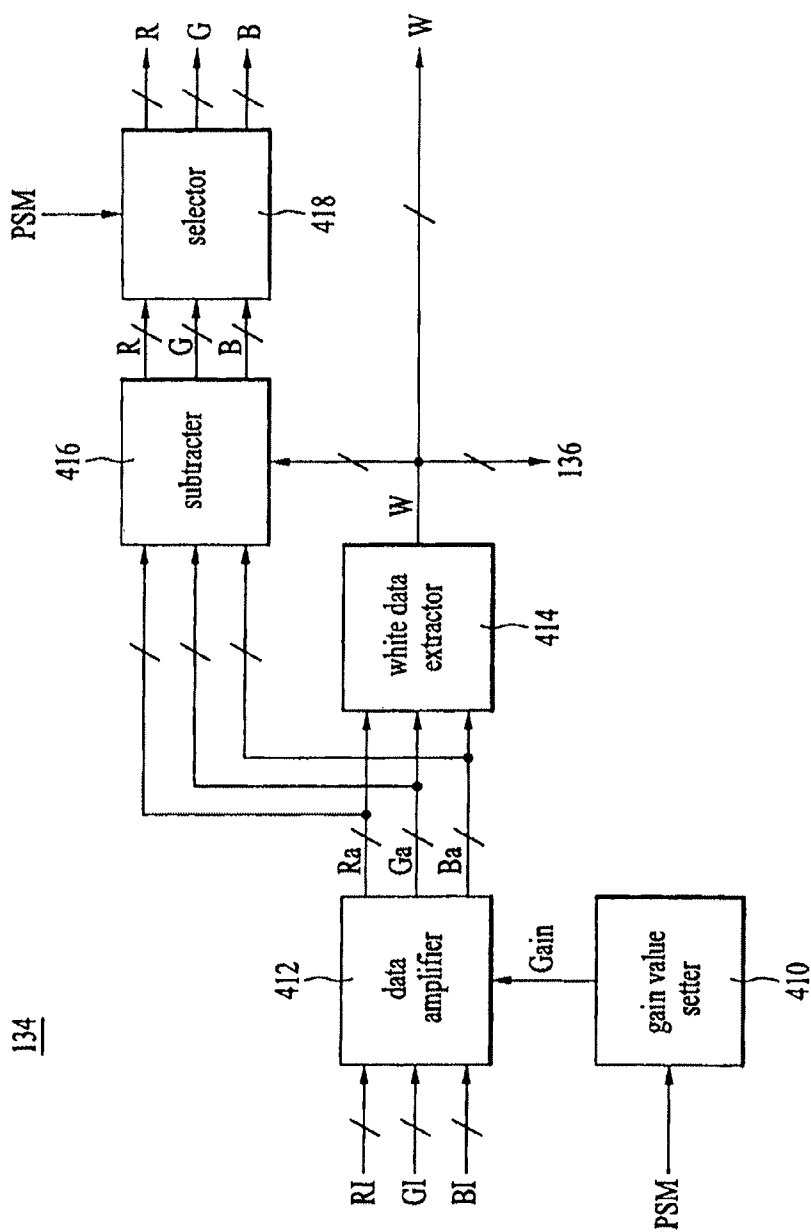 134
RI
GI
BI
412
data
amplifier
Ra
Ga
Ba
Gain
PSM
gain value
setter
410
white data
extractor
414
W
136
416
subtracter
R
G
B
PSM
selector
418
R
G
B
W